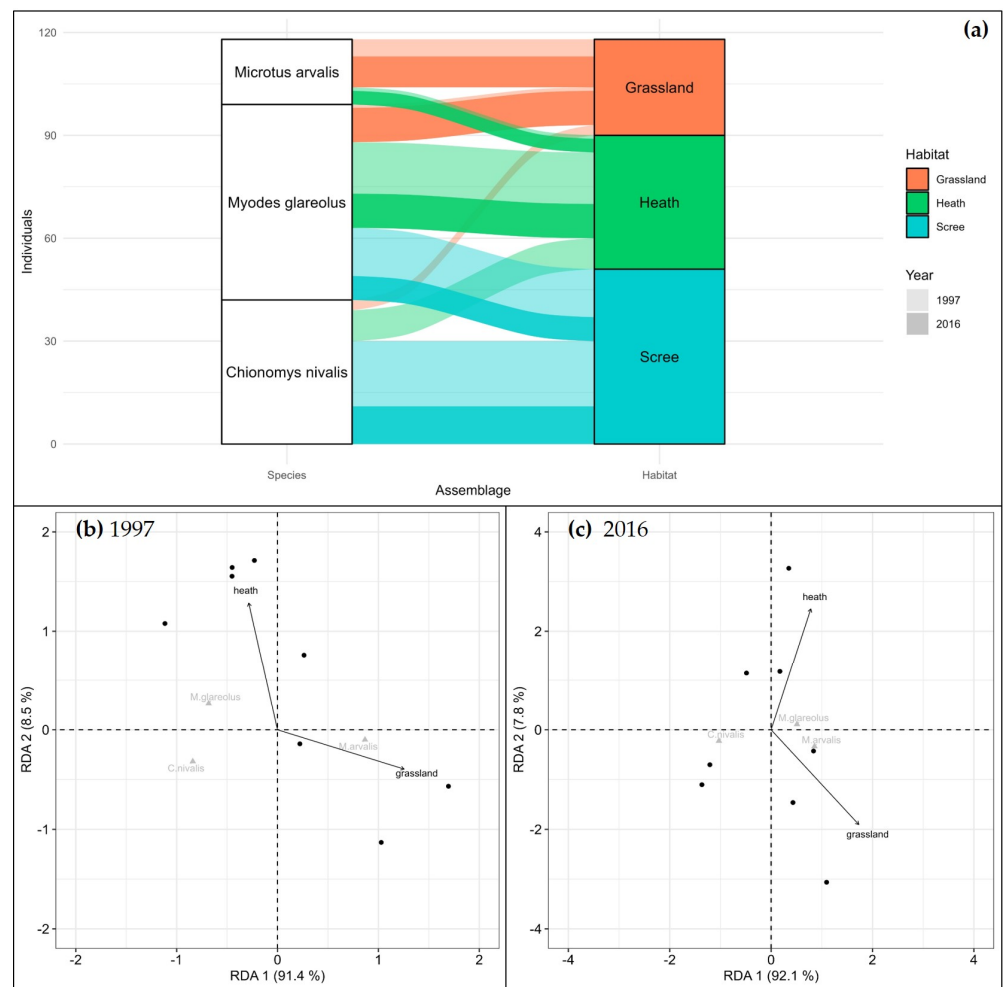 (a)
120
90
60
30
0
Individuals
Microtus arvalis
Myodes glareolus
Chionomys nivalis
Grassland
Heath
Scree
Species
Habitat
Assemblage
Habitat
Grassland
Heath
Scree
Year
1997
2016
(b) 1997
2
1
0
-1
-2
RDA 2 (8.5 %)
heath
M.glareolus
C.nivalis
M.arvalis
grassland
-2 -1 0 1 2
RDA 1 (91.4 %)
(c) 2016
4
2
0
-2
-4
RDA 2 (7.8 %)
heath
M.glareolus
C.nivalis
M.arvalis
grassland
-4 -2 0 2 4
RDA 1 (92.1 %)